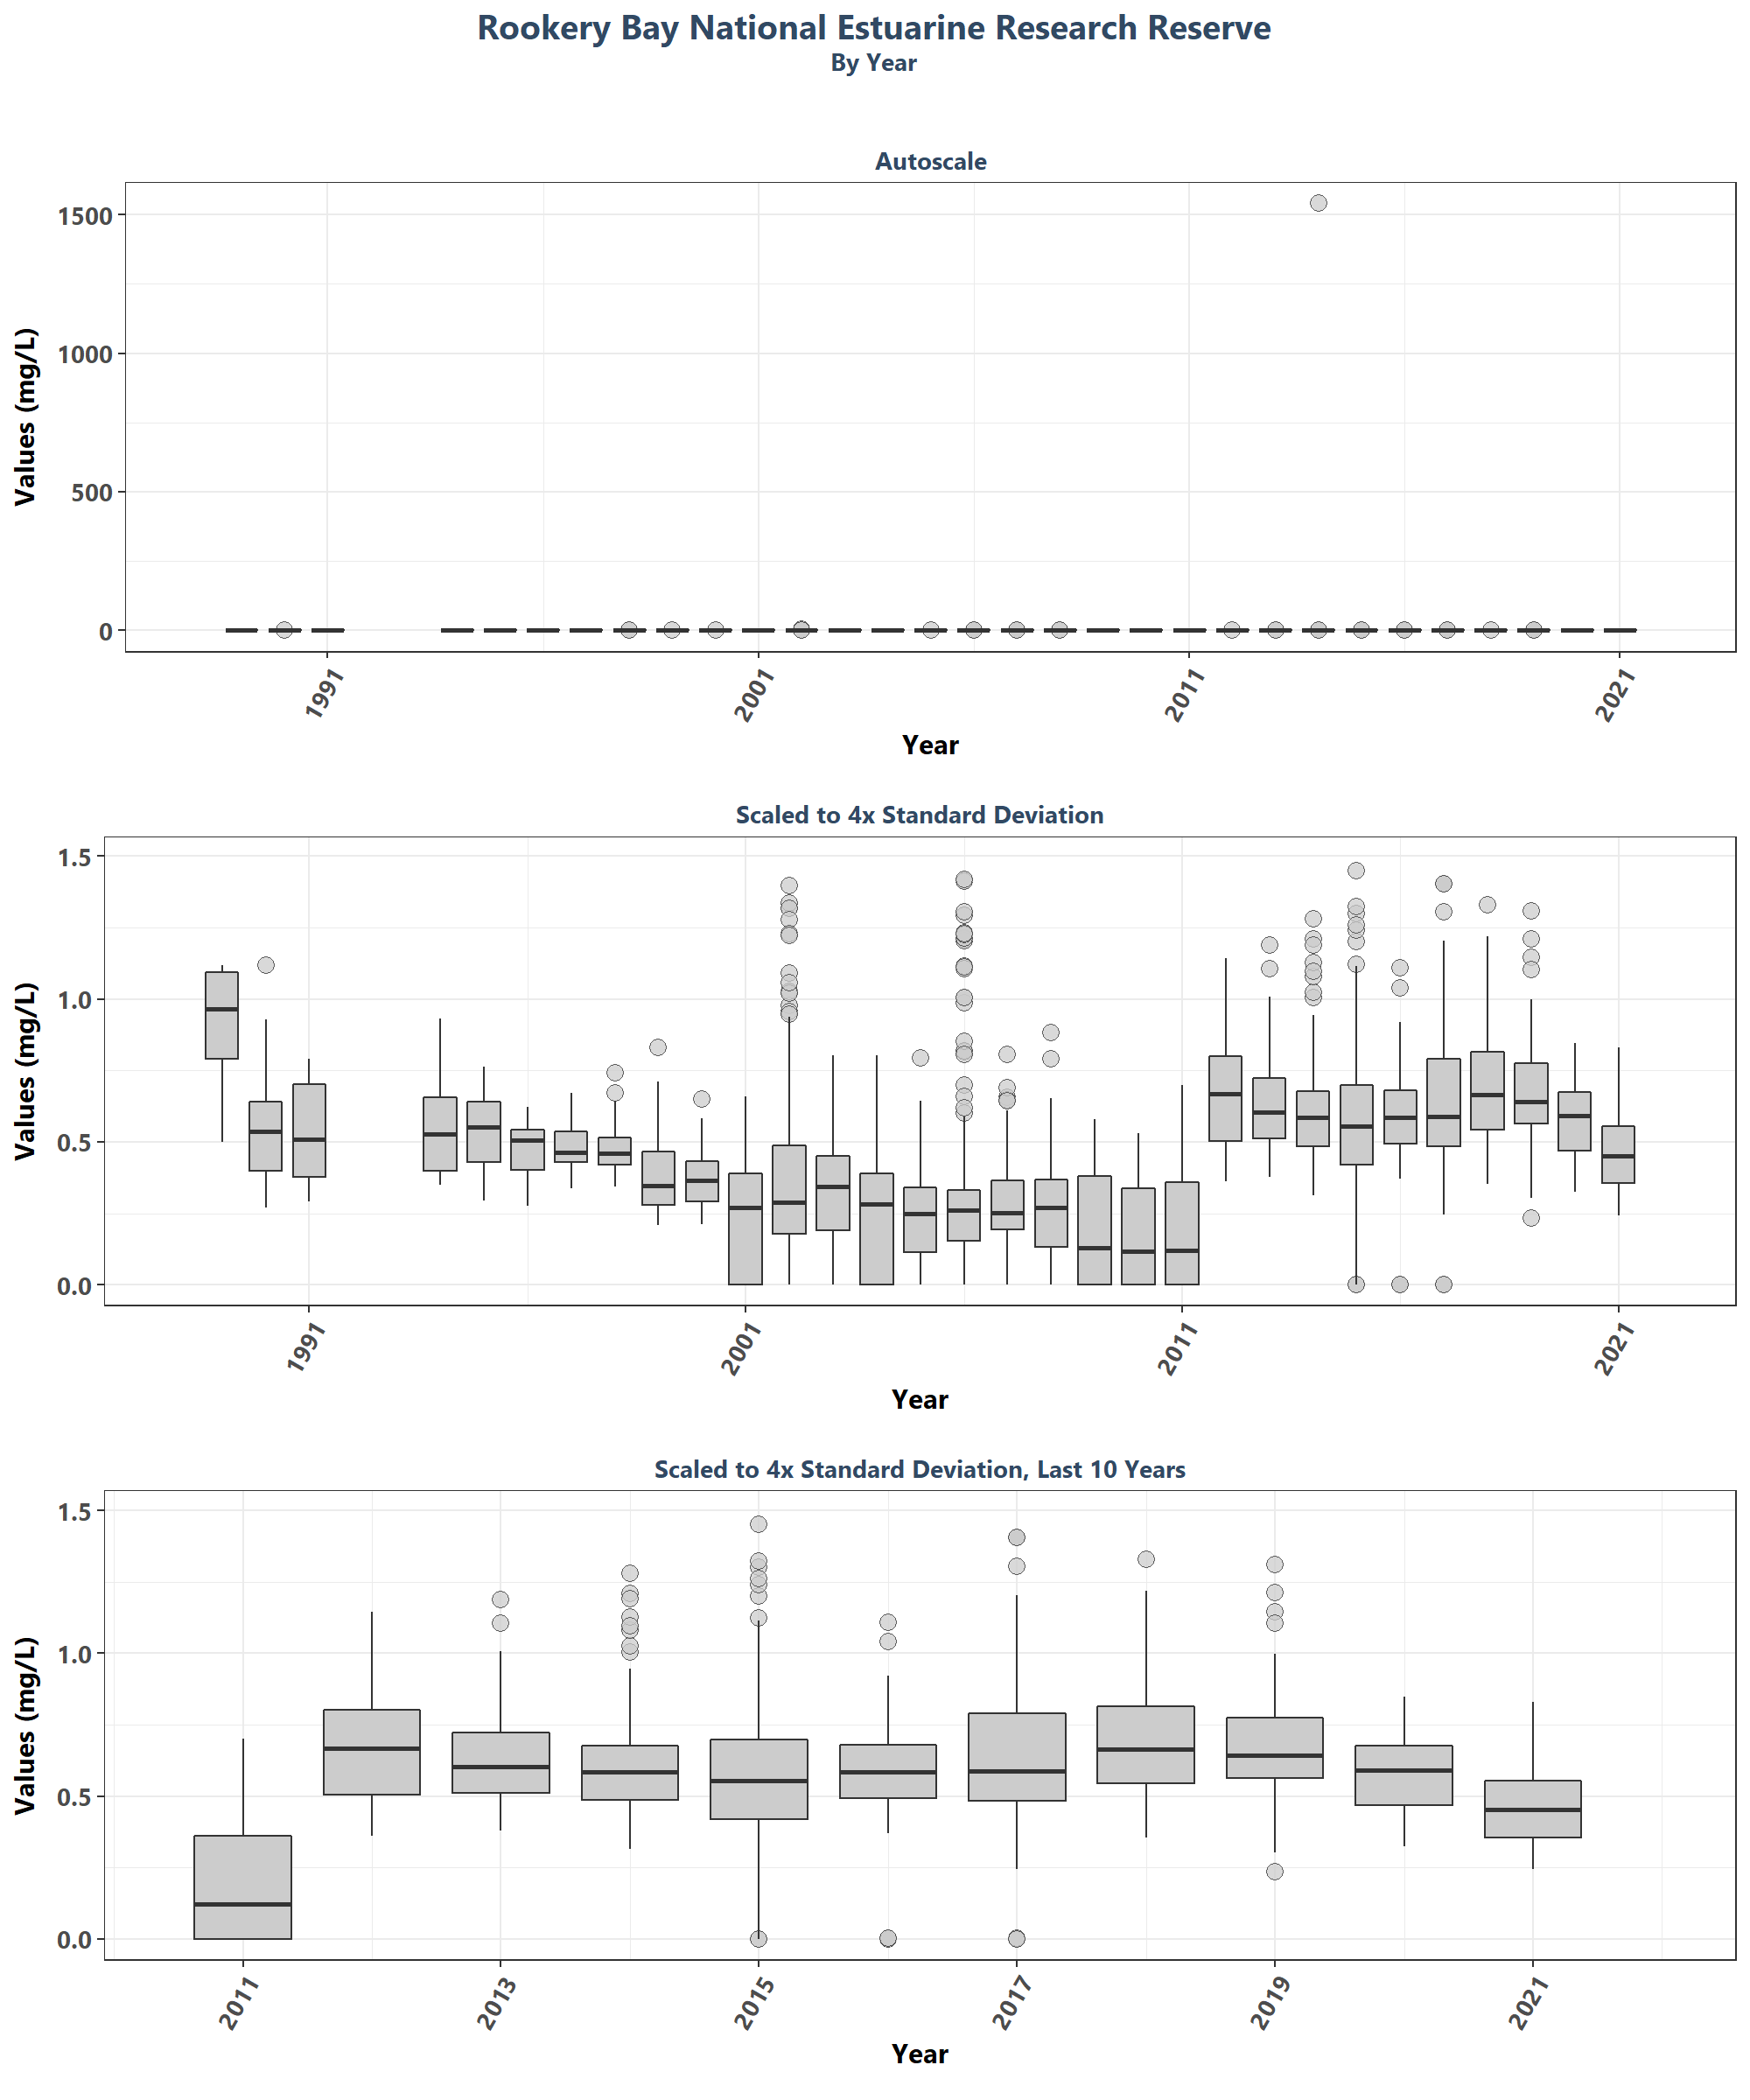 Rookery Bay National Estuarine Research Reserve
By Year
Autoscale
Values (mg/L)
1500
1000
500
0
1991
2001
2011
2021
Year
Scaled to 4x Standard Deviation
Values (mg/L)
1.5
1.0
0.5
0.0
1991
2001
2011
2021
Year
Scaled to 4x Standard Deviation, Last 10 Years
Values (mg/L)
1.5
1.0
0.5
0.0
2011
2013
2015
2017
2019
2021
Year